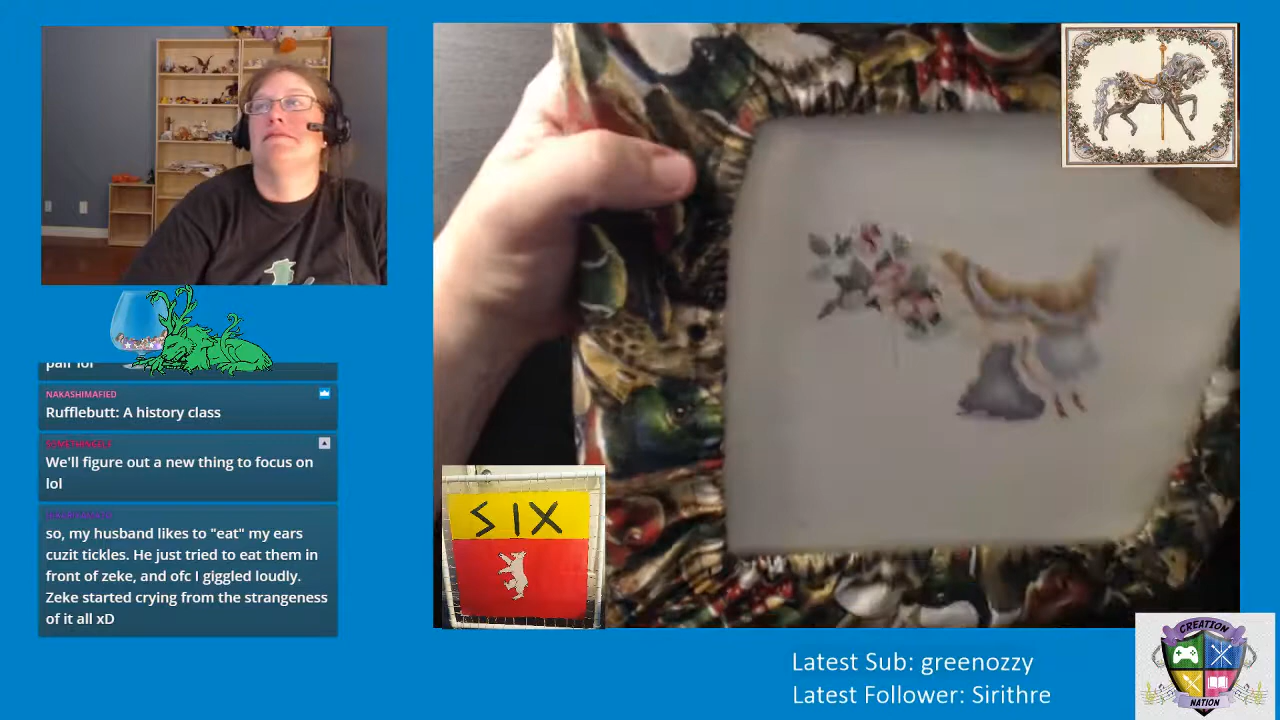 NAKASHIMAFIED
Rufflebutt: A history class
We'll figure out a new thing to focus on
lol
so, my husband likes to "eat" my ears
cuzit tickles. He just tried to eat them in
front of zeke, and ofc I giggled loudly.
Zeke started crying from the strangeness
of it all xD
SIX
Latest Sub: greenozzy
Latest Follower: Sirithre
CREATION
NATION